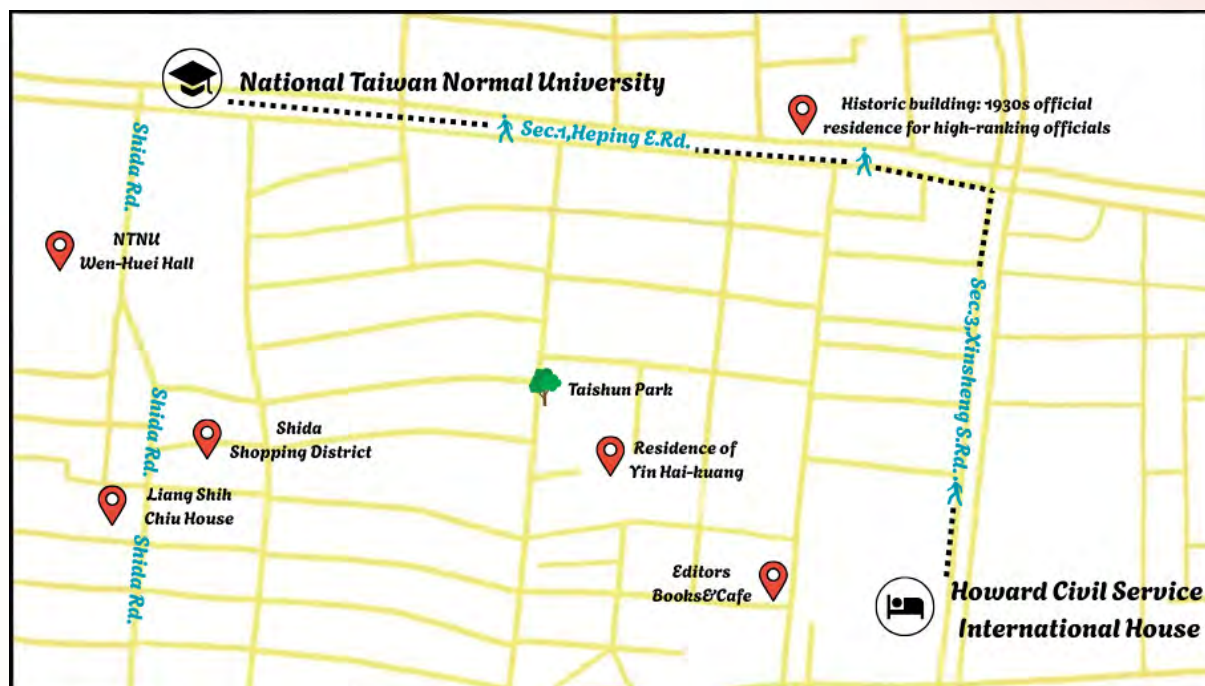 National Taiwan Normal University
Historic building: 1930s official
residence for high-ranking officials
Sec.1,Heping E.Rd.
Shida Rd.
NTNU
Wen-Huei Hall
Sec.3,Xinsheng S.Rd.
Taishun Park
Shida Rd.
Shida
Shopping District
Residence of
Yin Hai-kuang
Liang Shih
Chiu House
Shida Rd.
Editors
Books&Cafe
Howard Civil Service
International House